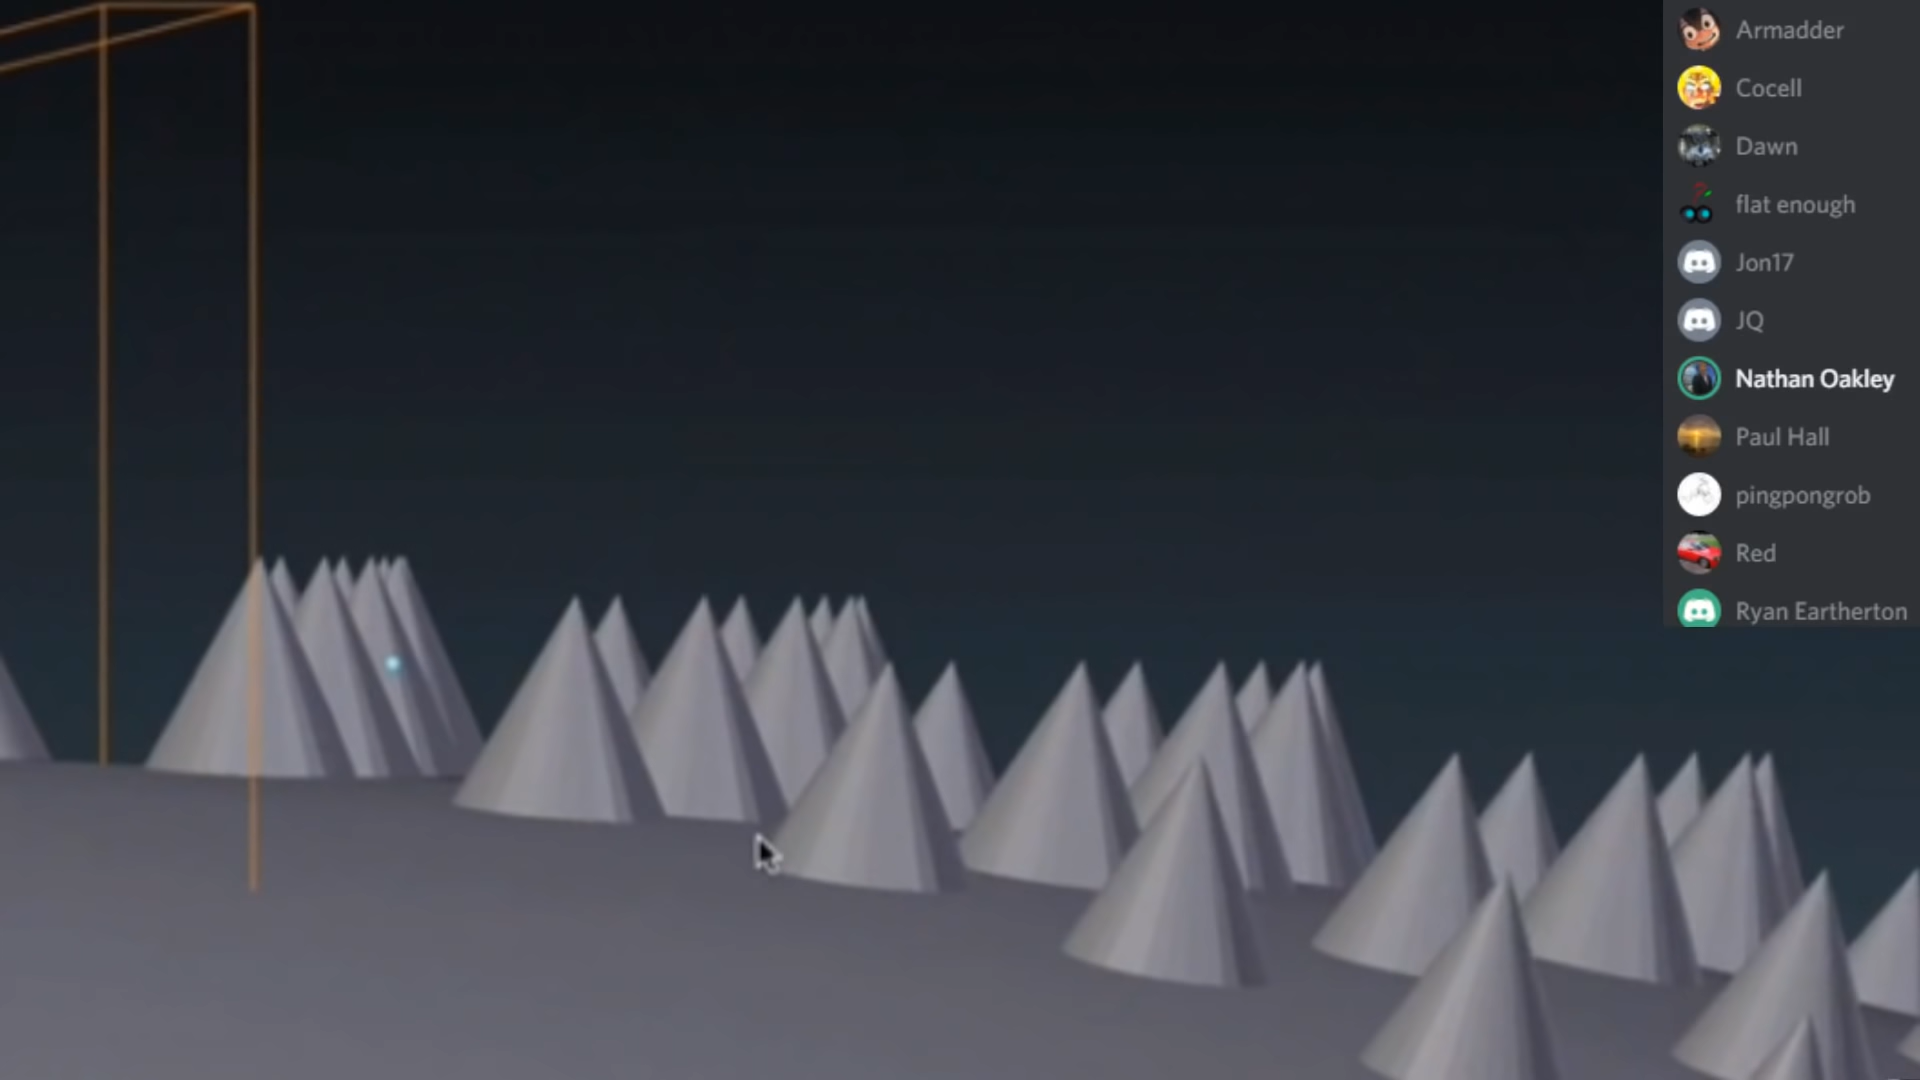 Armadder
Cocell
Dawn
flat enough
Jon17
JQ
Nathan Oakley
Paul Hall
pingpongrob
Red
Ryan Eartherton